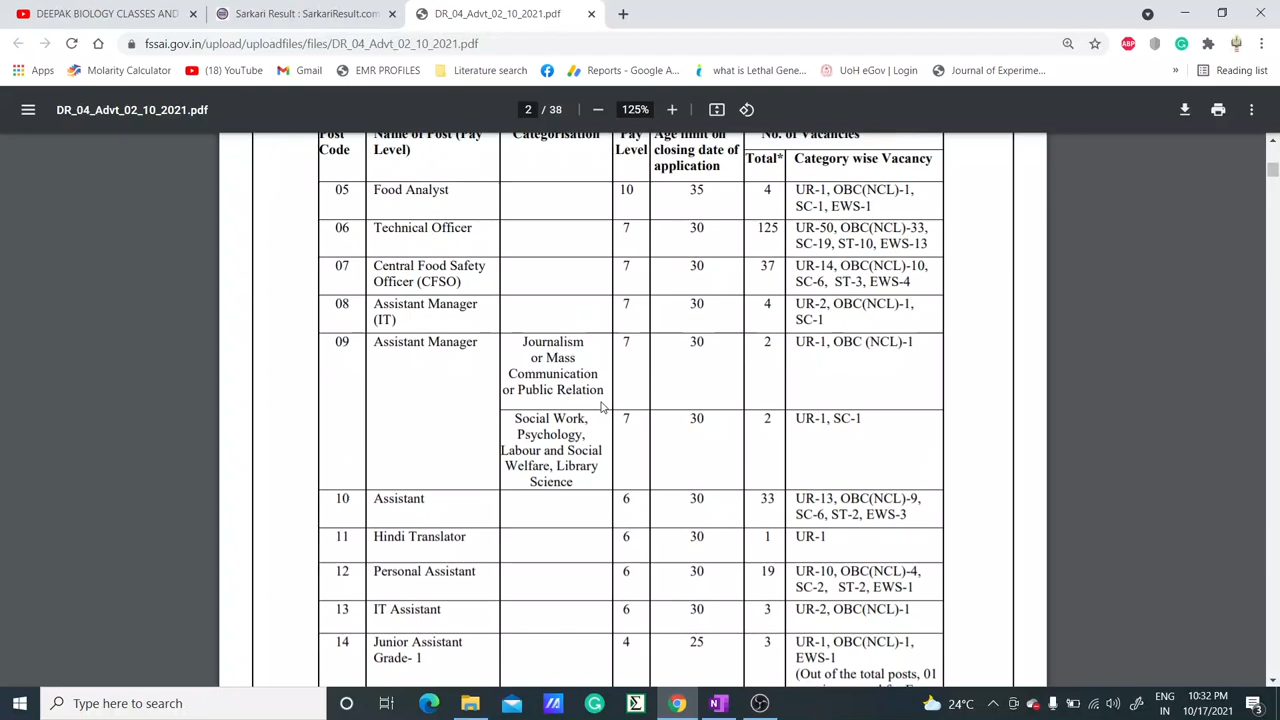 DEEPAK BIOLOGY CLASSES AND
Sarkari Result : SarkariResult.com
DR_04_Advt_02_10_2021.pdf
fssai.gov.in/upload/uploadfiles/files/DR_04_Advt_02_10_2021.pdf
ABP
Apps
Molarity Calculator
(18) YouTube
Gmail
EMR PROFILES
Literature search
Reports - Google A...
what is Lethal Gene...
UoH eGov | Login
Journal of Experime...
»
Reading list
DR_04_Advt_02_10_2021.pdf
2 / 38
125%
Post Code
Name of Post (Pay Level)
Categorisation
Pay Level
Age limit on closing date of application
No. of Vacancies
Total*
Category wise Vacancy
05 Food Analyst 10 35 4 UR-1, OBC(NCL)-1,
SC-1, EWS-1
06 Technical Officer 7 30 125 UR-50, OBC(NCL)-33,
SC-19, ST-10, EWS-13
07 Central Food Safety 7 30 37 UR-14, OBC(NCL)-10,
Officer (CFSO) SC-6, ST-3, EWS-4
08 Assistant Manager 7 30 4 UR-2, OBC(NCL)-1,
(IT) SC-1
09 Assistant Manager Journalism 7 30 2 UR-1, OBC (NCL)-1
or Mass
Communication
or Public Relation
Social Work, 7 30 2 UR-1, SC-1
Psychology,
Labour and Social
Welfare, Library
Science
10 Assistant 6 30 33 UR-13, OBC(NCL)-9,
SC-6, ST-2, EWS-3
11 Hindi Translator 6 30 1 UR-1
12 Personal Assistant 6 30 19 UR-10, OBC(NCL)-4,
SC-2, ST-2, EWS-1
13 IT Assistant 6 30 3 UR-2, OBC(NCL)-1
14 Junior Assistant 4 25 3 UR-1, OBC(NCL)-1,
Grade- 1 EWS-1
(Out of the total posts, 01
Type here to search
24°C
ENG
IN
10:32 PM
10/17/2021
3